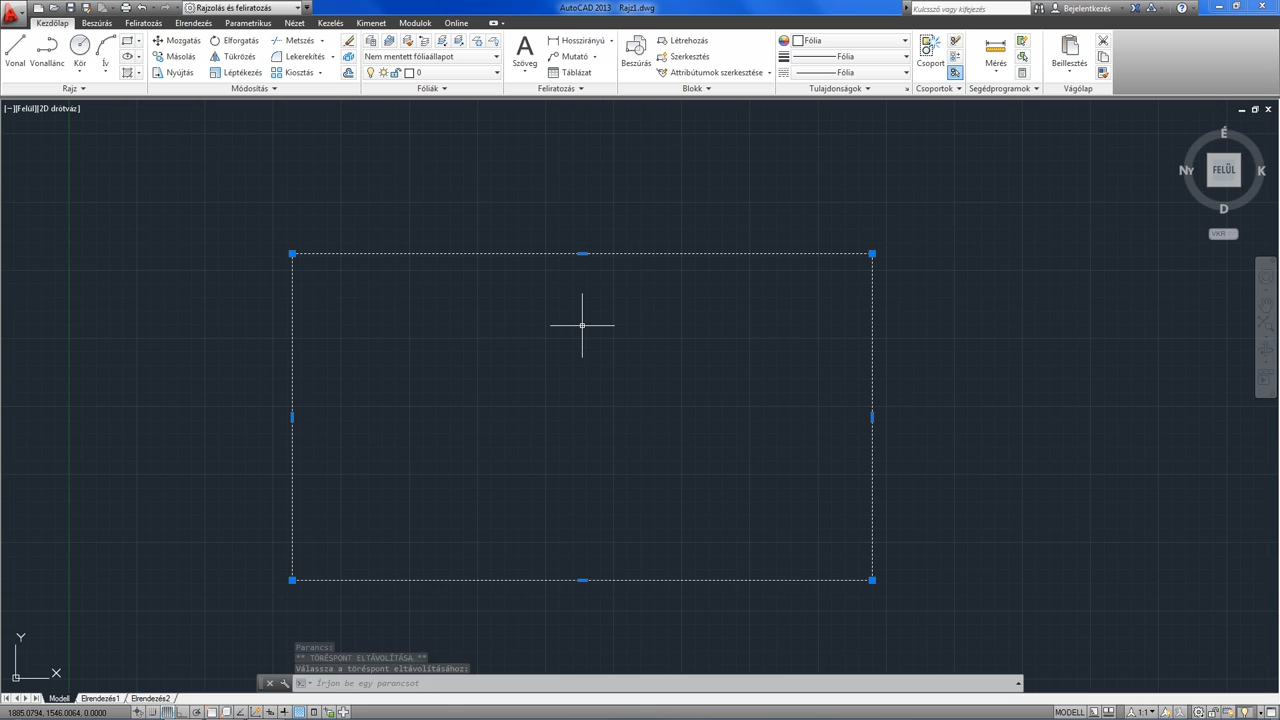 Rajzolás és feliratozás
AutoCAD 2013 Rajz1.dwg
Kulcsszó vagy kifejezés
Bejelentkezés
Kezdőlap Beszúrás Feliratozás Elrendezés Parametrikus Nézet Kezelés Kimenet Modulok Online
Vonal
Vonallánc
Kör
Ív
Rajz
Mozgatás Elforgatás Metszés
Másolás Tükrözés Lekerekítés
Nyújtás Léptékezés Kiosztás
Módosítás
Nem mentett fóliaállapot
0
Fóliák
Szöveg
Hosszirányú
Mutató
Táblázat
Feliratozás
Beszúrás
Létrehozás
Szerkesztés
Attribútumok szerkesztése
Blokk
Fólia
Fólia
Fólia
Tulajdonságok
Csoport
Csoportok
Mérés
Segédprogramok
Beillesztés
Vágólap
[−][Felül][2D drótváz]
É
Ny FELÜL K
D
VKR
Y
X
Parancs:
** TÖRÉSPONT ELTÁVOLÍTÁSA **
Válassza a töréspont eltávolításához:
Írjon be egy parancsot
Modell Elrendezés1 Elrendezés2
1885.0794, 1546.0064, 0.0000
MODELL
1:1